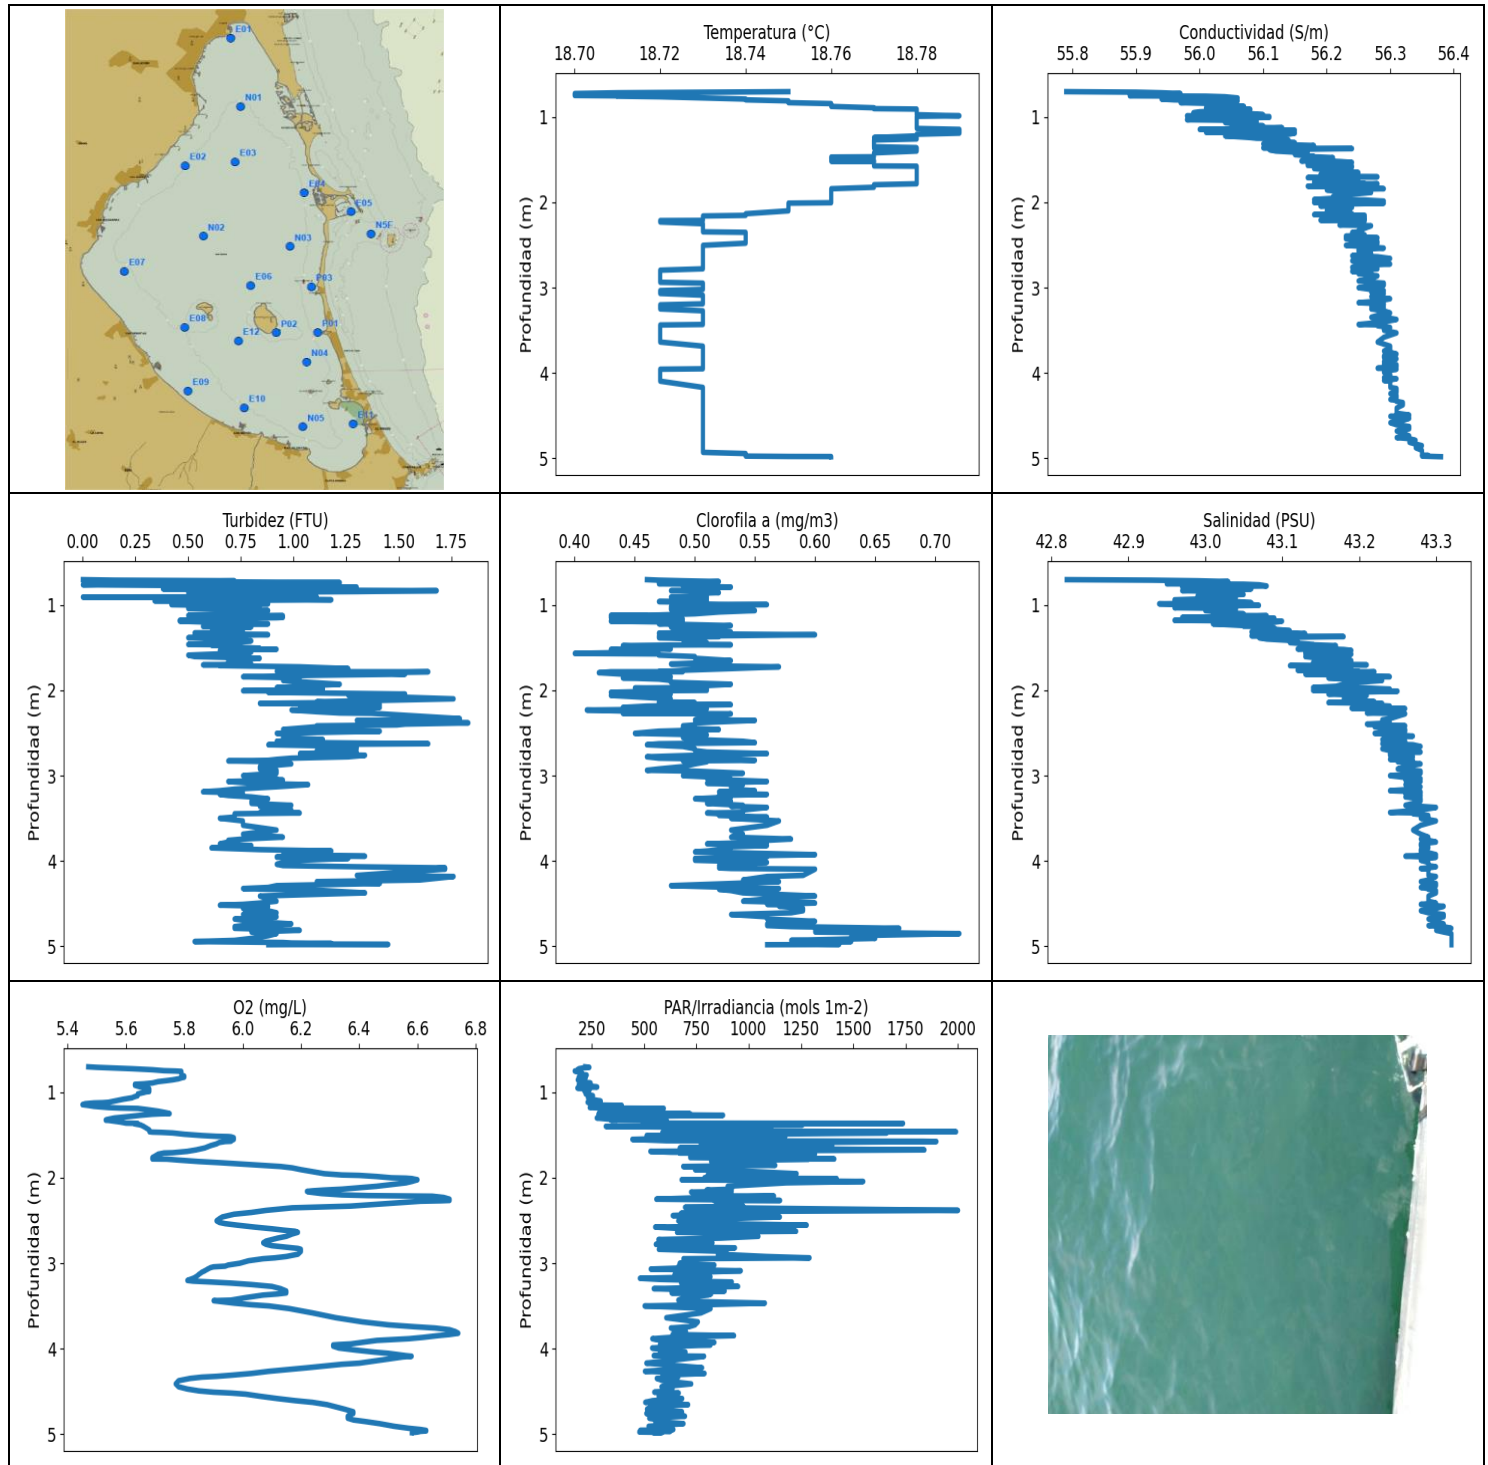 E01
N01
E02
E03
E04
E05
N5F
N02
N03
E07
E06
P03
E08
E12
P02
P01
N04
E09
E10
N05
E11
Temperatura (°C)
18.70 18.72 18.74 18.76 18.78
Profundidad (m)
1
2
3
4
5
Conductividad (S/m)
55.8 55.9 56.0 56.1 56.2 56.3 56.4
Profundidad (m)
1
2
3
4
5
Turbidez (FTU)
0.00 0.25 0.50 0.75 1.00 1.25 1.50 1.75
Profundidad (m)
1
2
3
4
5
Clorofila a (mg/m3)
0.40 0.45 0.50 0.55 0.60 0.65 0.70
Profundidad (m)
1
2
3
4
5
Salinidad (PSU)
42.8 42.9 43.0 43.1 43.2 43.3
Profundidad (m)
1
2
3
4
5
O2 (mg/L)
5.4 5.6 5.8 6.0 6.2 6.4 6.6 6.8
Profundidad (m)
1
2
3
4
5
PAR/Irradiancia (mols 1m-2)
250 500 750 1000 1250 1500 1750 2000
Profundidad (m)
1
2
3
4
5